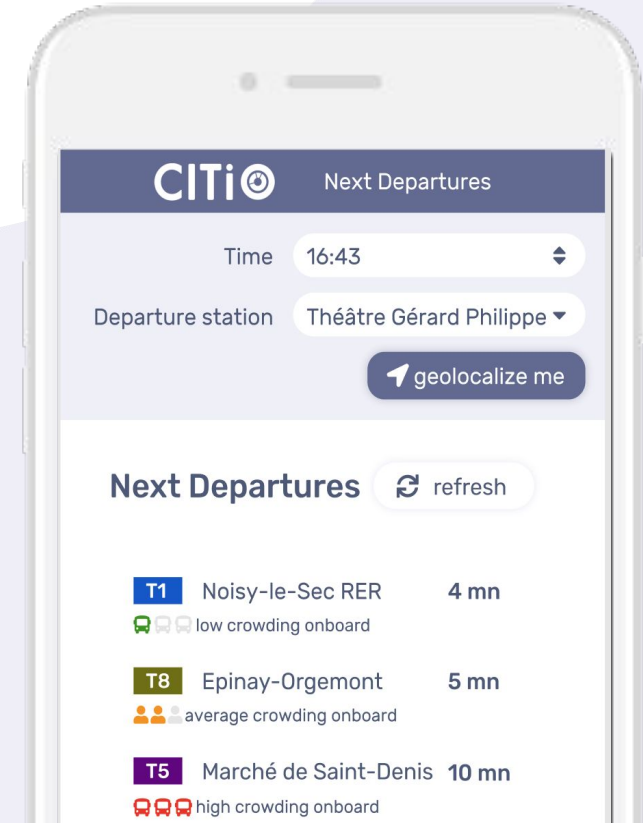 CITiO Next Departures
Time 16:43
Departure station Théâtre Gérard Philippe
geolocalize me
Next Departures refresh
T1 Noisy-le-Sec RER 4 mn
low crowding onboard
T8 Epinay-Orgemont 5 mn
average crowding onboard
T5 Marché de Saint-Denis 10 mn
high crowding onboard